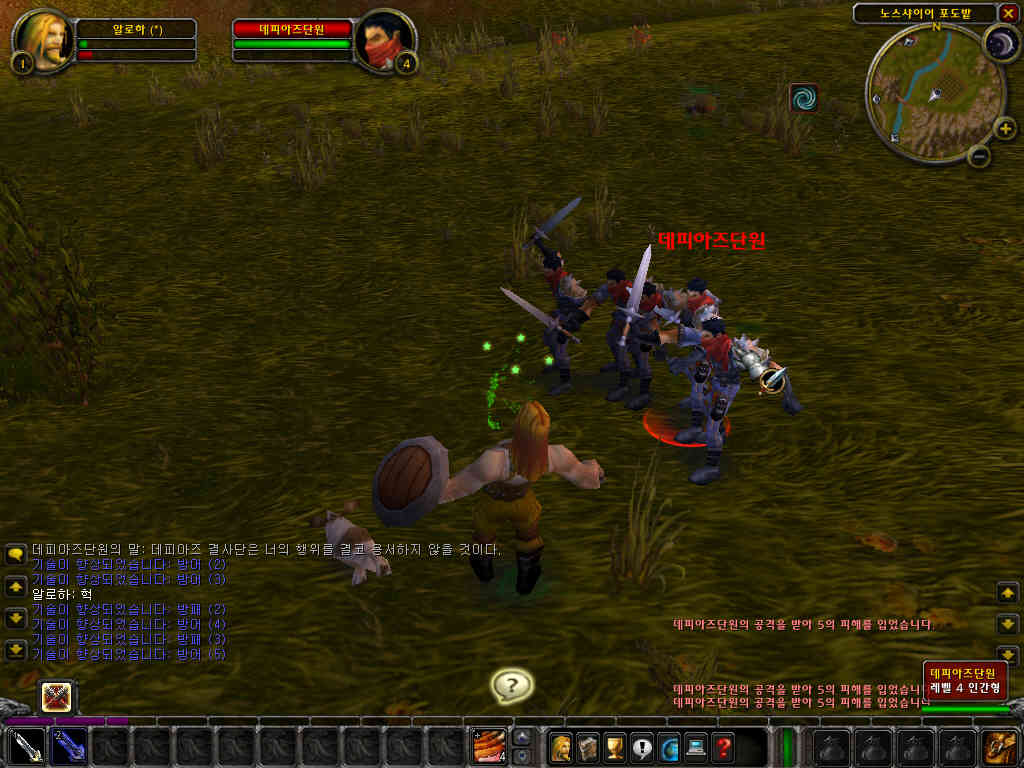 알로하 (*)
1
데피아즈단원
4
노스샤이어 포도밭
N
데피아즈단원
데피아즈단원의 말: 데피아즈 결사단은 너의 행위를 결코 용서하지 않을 것이다.
기술이 향상되었습니다: 방어 (2)
기술이 향상되었습니다: 방어 (3)
알로하: 헉
기술이 향상되었습니다: 방패 (2)
기술이 향상되었습니다: 방어 (4)
기술이 향상되었습니다: 방패 (3)
기술이 향상되었습니다: 방어 (5)
데피아즈단원의 공격을 받아 5의 피해를 입었습니다.
데피아즈단원의 공격을 받아 5의 피해를 입었습니다
데피아즈단원의 공격을 받아 5의 피해를 입었습니다
데피아즈단원
레벨 4 인간형
4